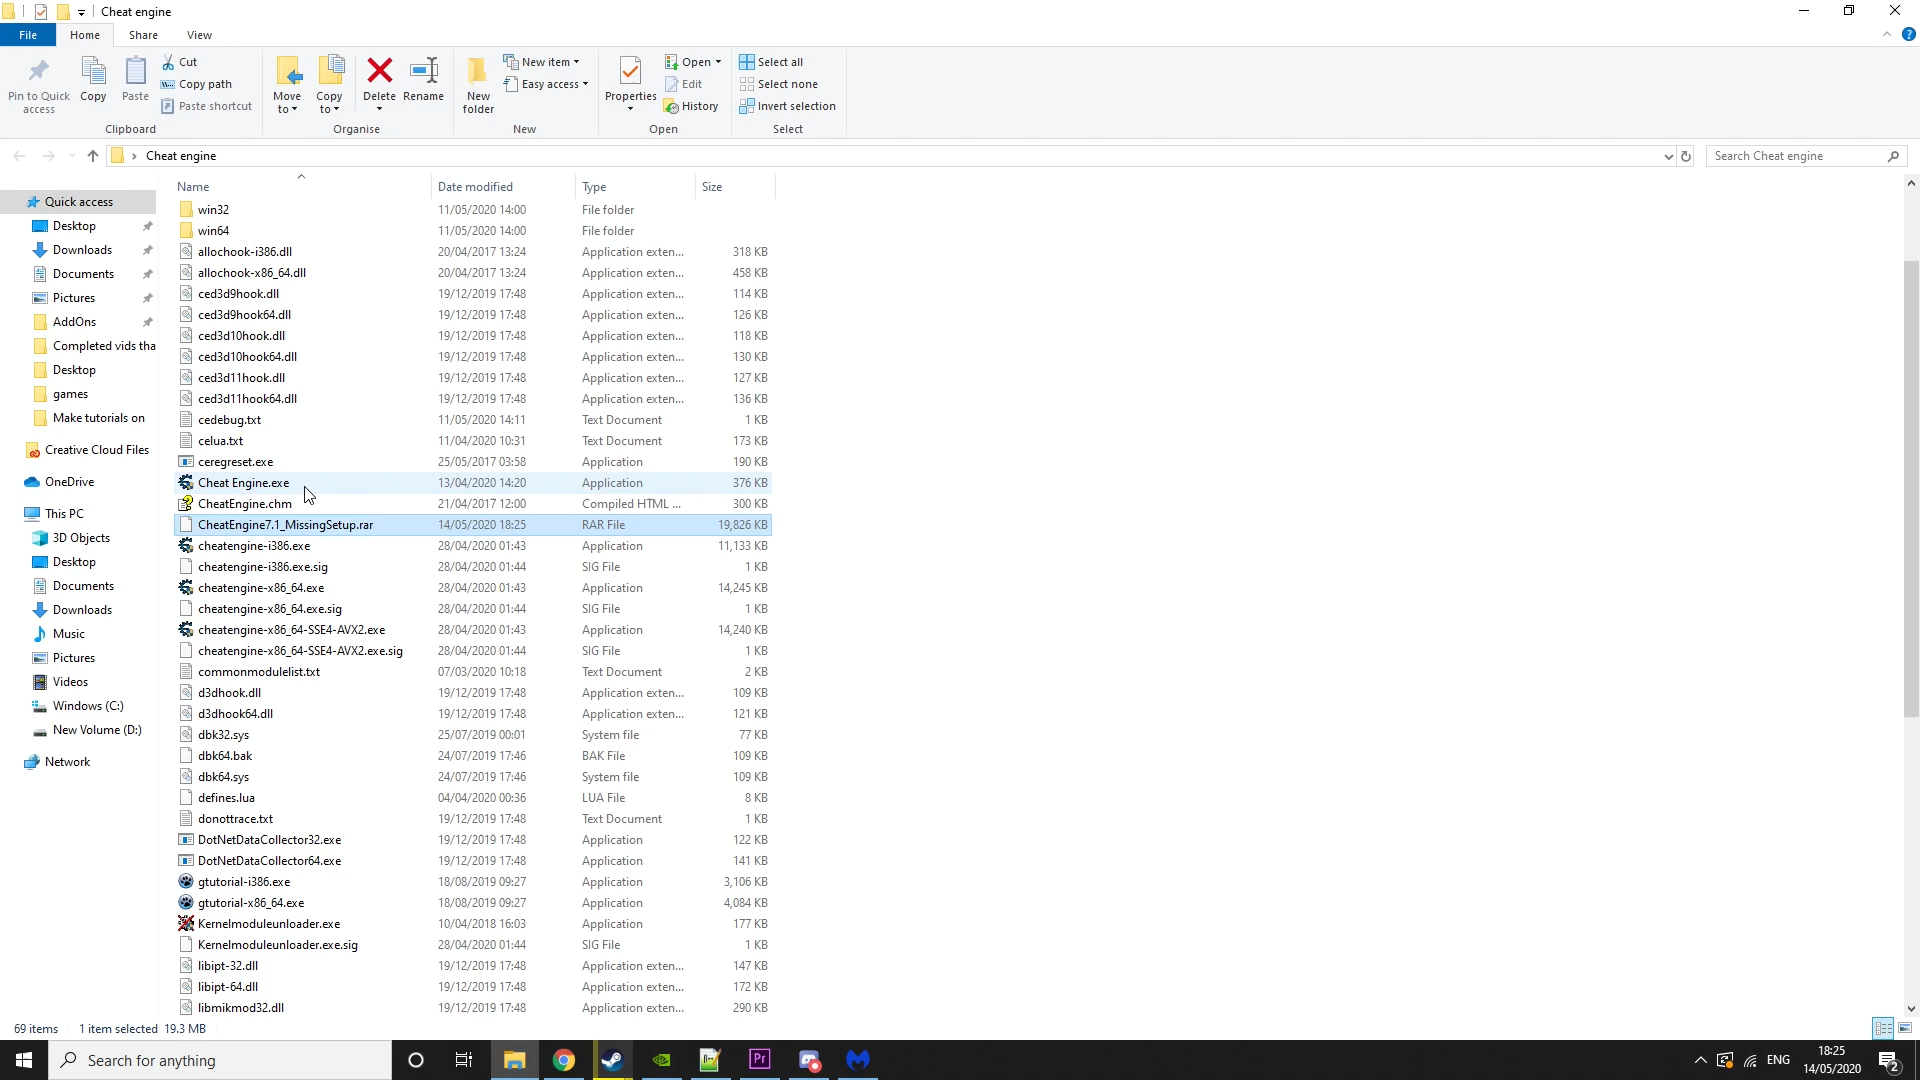 Cheat engine
File Home Share View
Pin to Quick access
Copy
Paste
Cut
Copy path
Paste shortcut
Clipboard
Move to
Copy to
Delete
Rename
Organise
New folder
New item
Easy access
New
Properties
Open
Edit
History
Open
Select all
Select none
Invert selection
Select
Cheat engine
Search Cheat engine
Quick access
Desktop
Downloads
Documents
Pictures
AddOns
Completed vids tha
Desktop
games
Make tutorials on
Creative Cloud Files
OneDrive
This PC
3D Objects
Desktop
Documents
Downloads
Music
Pictures
Videos
Windows (C:)
New Volume (D:)
Network
Name Date modified Type Size
win32 11/05/2020 14:00 File folder
win64 11/05/2020 14:00 File folder
allochook-i386.dll 20/04/2017 13:24 Application exten... 318 KB
allochook-x86_64.dll 20/04/2017 13:24 Application exten... 458 KB
ced3d9hook.dll 19/12/2019 17:48 Application exten... 114 KB
ced3d9hook64.dll 19/12/2019 17:48 Application exten... 126 KB
ced3d10hook.dll 19/12/2019 17:48 Application exten... 118 KB
ced3d10hook64.dll 19/12/2019 17:48 Application exten... 130 KB
ced3d11hook.dll 19/12/2019 17:48 Application exten... 127 KB
ced3d11hook64.dll 19/12/2019 17:48 Application exten... 136 KB
cedebug.txt 11/05/2020 14:11 Text Document 1 KB
celua.txt 11/04/2020 10:31 Text Document 173 KB
ceregreset.exe 25/05/2017 03:58 Application 190 KB
Cheat Engine.exe 13/04/2020 14:20 Application 376 KB
CheatEngine.chm 21/04/2017 12:00 Compiled HTML ... 300 KB
CheatEngine7.1_MissingSetup.rar 14/05/2020 18:25 RAR File 19,826 KB
cheatengine-i386.exe 28/04/2020 01:43 Application 11,133 KB
cheatengine-i386.exe.sig 28/04/2020 01:44 SIG File 1 KB
cheatengine-x86_64.exe 28/04/2020 01:43 Application 14,245 KB
cheatengine-x86_64.exe.sig 28/04/2020 01:44 SIG File 1 KB
cheatengine-x86_64-SSE4-AVX2.exe 28/04/2020 01:43 Application 14,240 KB
cheatengine-x86_64-SSE4-AVX2.exe.sig 28/04/2020 01:44 SIG File 1 KB
commonmodulelist.txt 07/03/2020 10:18 Text Document 2 KB
d3dhook.dll 19/12/2019 17:48 Application exten... 109 KB
d3dhook64.dll 19/12/2019 17:48 Application exten... 121 KB
dbk32.sys 25/07/2019 00:01 System file 77 KB
dbk64.bak 24/07/2019 17:46 BAK File 109 KB
dbk64.sys 24/07/2019 17:46 System file 109 KB
defines.lua 04/04/2020 00:36 LUA File 8 KB
donottrace.txt 19/12/2019 17:48 Text Document 1 KB
DotNetDataCollector32.exe 19/12/2019 17:48 Application 122 KB
DotNetDataCollector64.exe 19/12/2019 17:48 Application 141 KB
gtutorial-i386.exe 18/08/2019 09:27 Application 3,106 KB
gtutorial-x86_64.exe 18/08/2019 09:27 Application 4,084 KB
Kernelmoduleunloader.exe 10/04/2018 16:03 Application 177 KB
Kernelmoduleunloader.exe.sig 28/04/2020 01:44 SIG File 1 KB
libipt-32.dll 19/12/2019 17:48 Application exten... 147 KB
libipt-64.dll 19/12/2019 17:48 Application exten... 172 KB
libmikmod32.dll 19/12/2019 17:48 Application exten... 290 KB
69 items 1 item selected 19.3 MB
Search for anything
Pr
ENG
18:25
14/05/2020
2